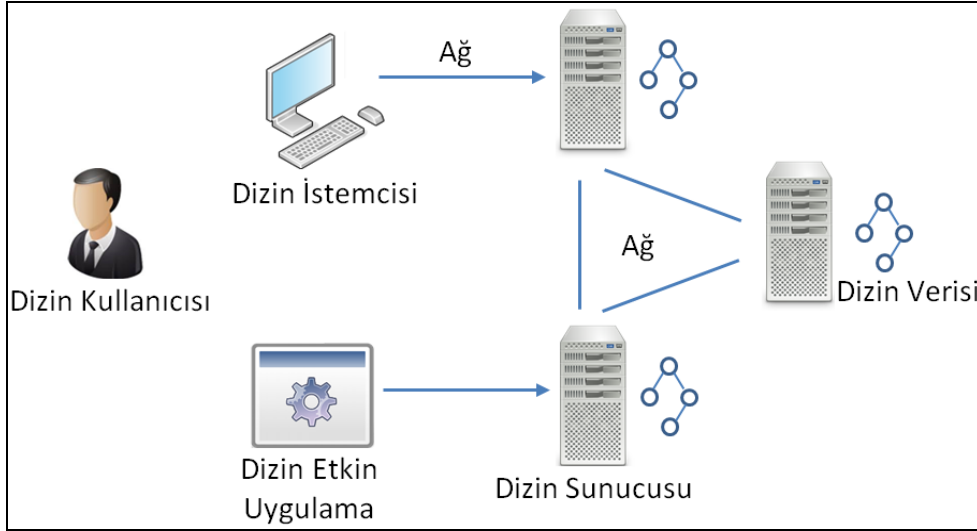 Ağ
Dizin İstemcisi
Ağ
Dizin Kullanıcısı
Dizin Verisi
Dizin Etkin
Uygulama
Dizin Sunucusu